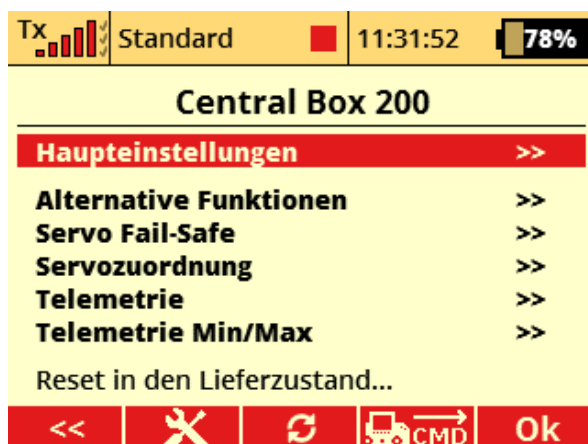 Tx Standard 11:31:52 78%
Central Box 200
Haupteinstellungen >>
Alternative Funktionen >>
Servo Fail-Safe >>
Servozuordnung >>
Telemetrie >>
Telemetrie Min/Max >>
Reset in den Lieferzustand...
<< CMD Ok